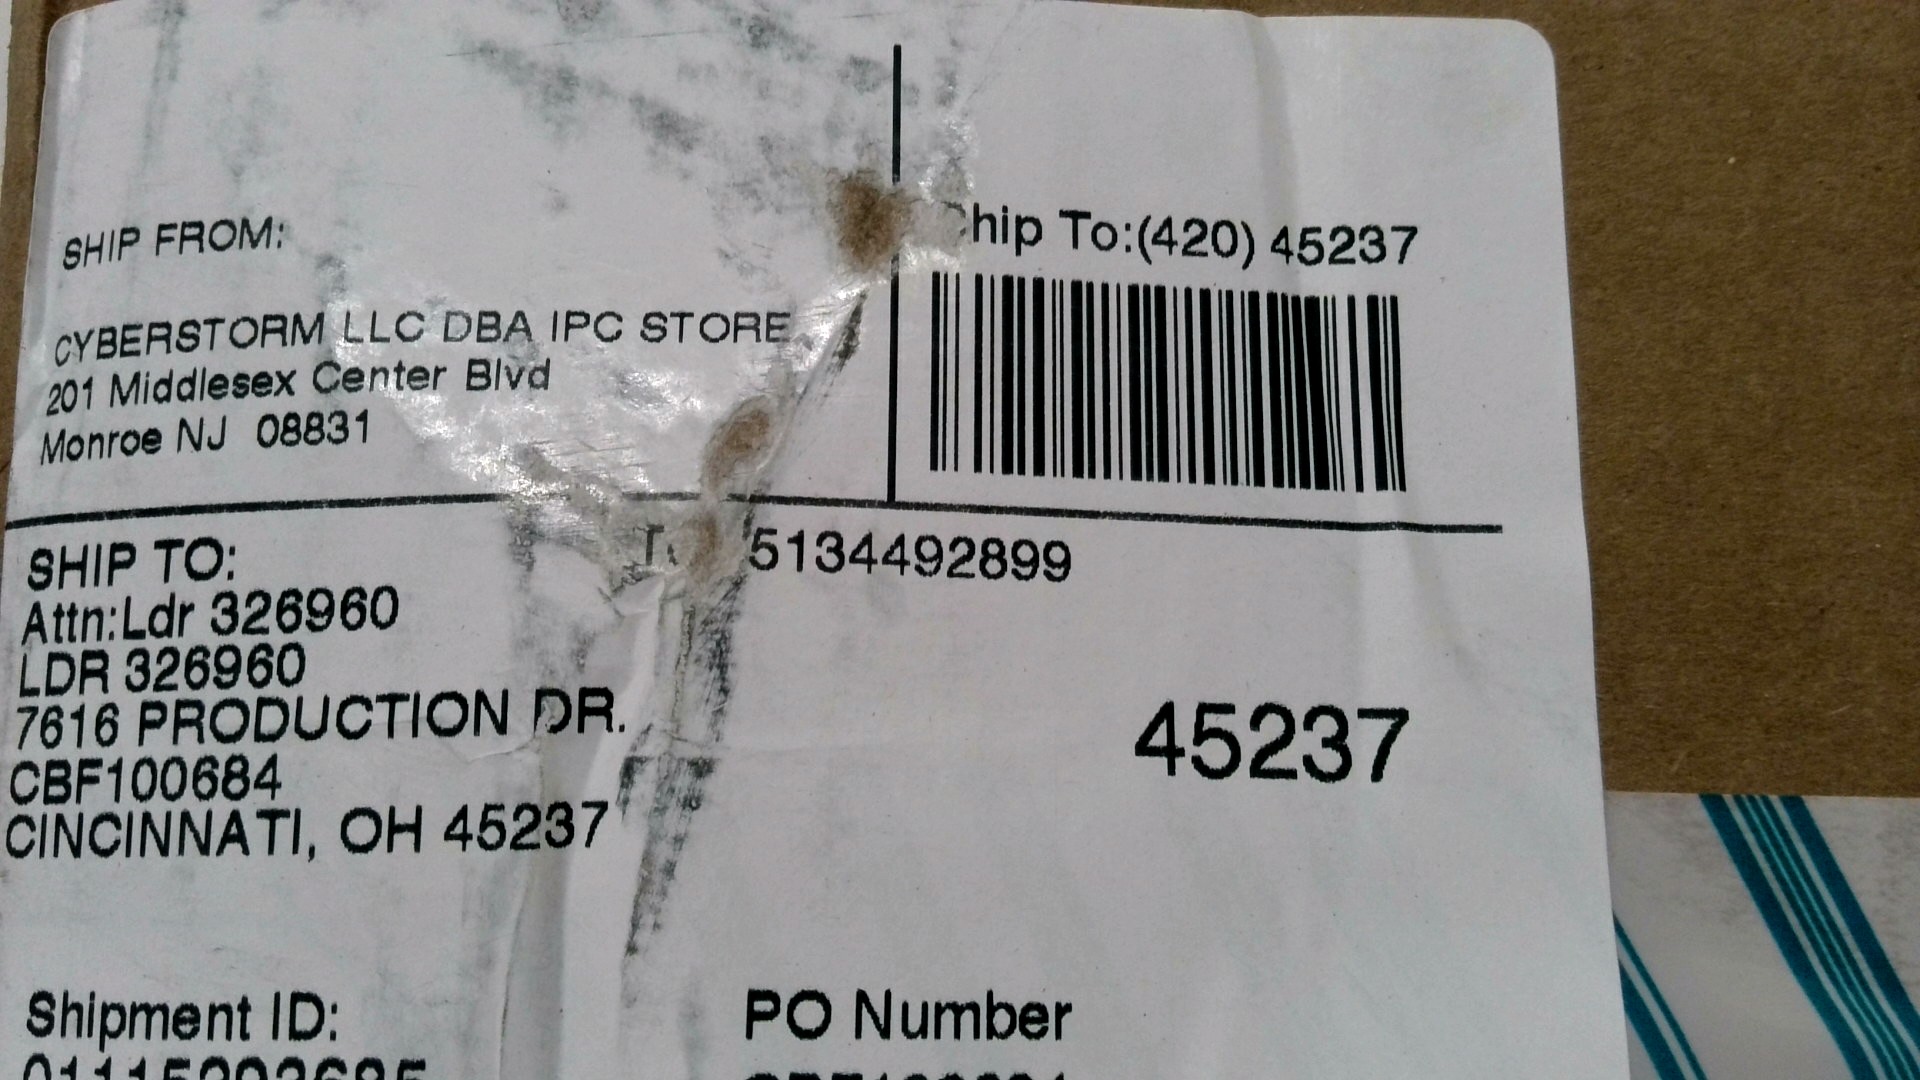 SHIP FROM:
CYBERSTORM LLC DBA IPC STORE
201 Middlesex Center Blvd
Monroe NJ 08831
Ship To:(420) 45237
SHIP TO:
5134492899
Attn:Ldr 326960
LDR 326960
7616 PRODUCTION DR.
CBF100684
CINCINNATI, OH 45237
45237
Shipment ID:
PO Number